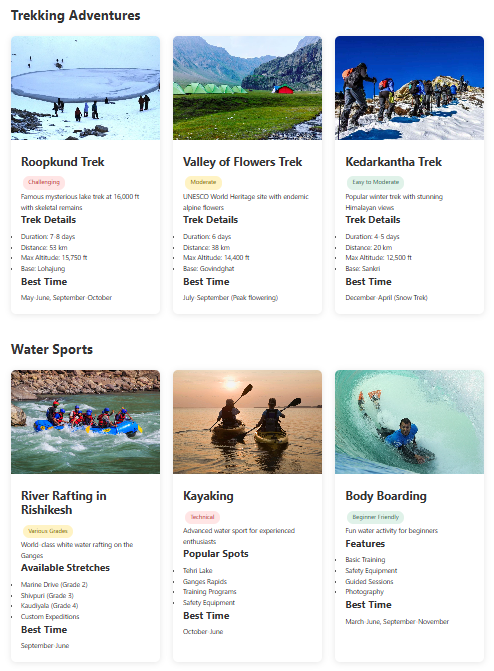 Trekking Adventures
Roopkund Trek
Challenging
Famous mysterious lake trek at 16,000 ft
with skeletal remains
Trek Details
Duration: 7-8 days
Distance: 53 km
Max Altitude: 15,750 ft
Base: Lohajung
Best Time
May-June, September-October
Valley of Flowers Trek
Moderate
UNESCO World Heritage site with endemic
alpine flowers
Trek Details
Duration: 6 days
Distance: 38 km
Max Altitude: 14,400 ft
Base: Govindghat
Best Time
July-September (Peak flowering)
Kedarkantha Trek
Easy to Moderate
Popular winter trek with stunning
Himalayan views
Trek Details
Duration: 4-5 days
Distance: 20 km
Max Altitude: 12,500 ft
Base: Sankri
Best Time
December-April (Snow Trek)
Water Sports
River Rafting in
Rishikesh
Various Grades
World-class white water rafting on the
Ganges
Available Stretches
Marine Drive (Grade 2)
Shivpuri (Grade 3)
Kaudiyala (Grade 4)
Custom Expeditions
Best Time
September-June
Kayaking
Technical
Advanced water sport for experienced
enthusiasts
Popular Spots
Tehri Lake
Ganges Rapids
Training Programs
Safety Equipment
Best Time
October-June
Body Boarding
Beginner Friendly
Fun water activity for beginners
Features
Basic Training
Safety Equipment
Guided Sessions
Photography
Best Time
March-June, September-November